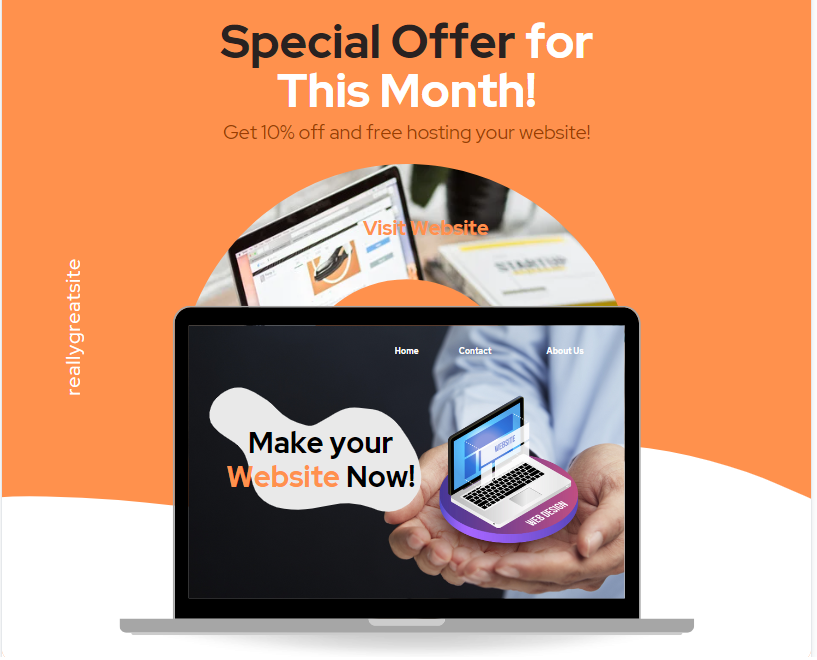 Special Offer for
This Month!
Get 10% off and free hosting your website!
Visit Website
STARTUP
reallygreatsite
Home Contact About Us
Make your
Website Now!
WEBSITE
WEB DESIGN